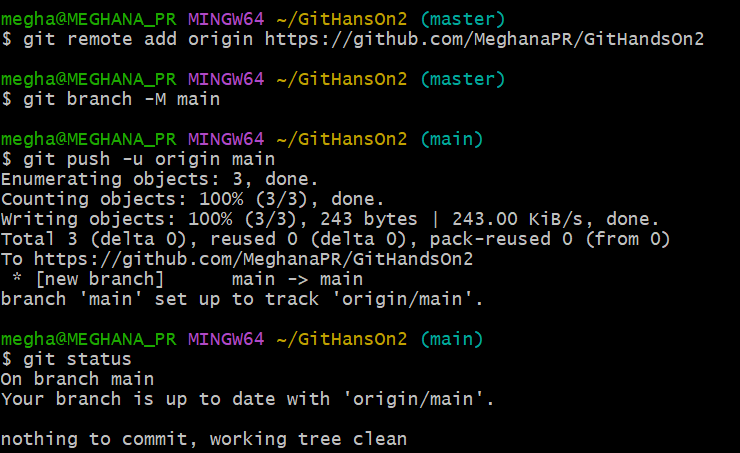 megha@MEGHANA_PR MINGW64 ~/GitHansOn2 (master)
$ git remote add origin https://github.com/MeghanaPR/GitHandsOn2
megha@MEGHANA_PR MINGW64 ~/GitHansOn2 (master)
$ git branch -M main
megha@MEGHANA_PR MINGW64 ~/GitHansOn2 (main)
$ git push -u origin main
Enumerating objects: 3, done.
Counting objects: 100% (3/3), done.
Writing objects: 100% (3/3), 243 bytes | 243.00 KiB/s, done.
Total 3 (delta 0), reused 0 (delta 0), pack-reused 0 (from 0)
To https://github.com/MeghanaPR/GitHandsOn2
 * [new branch]      main -> main
branch 'main' set up to track 'origin/main'.
megha@MEGHANA_PR MINGW64 ~/GitHansOn2 (main)
$ git status
On branch main
Your branch is up to date with 'origin/main'.
nothing to commit, working tree clean